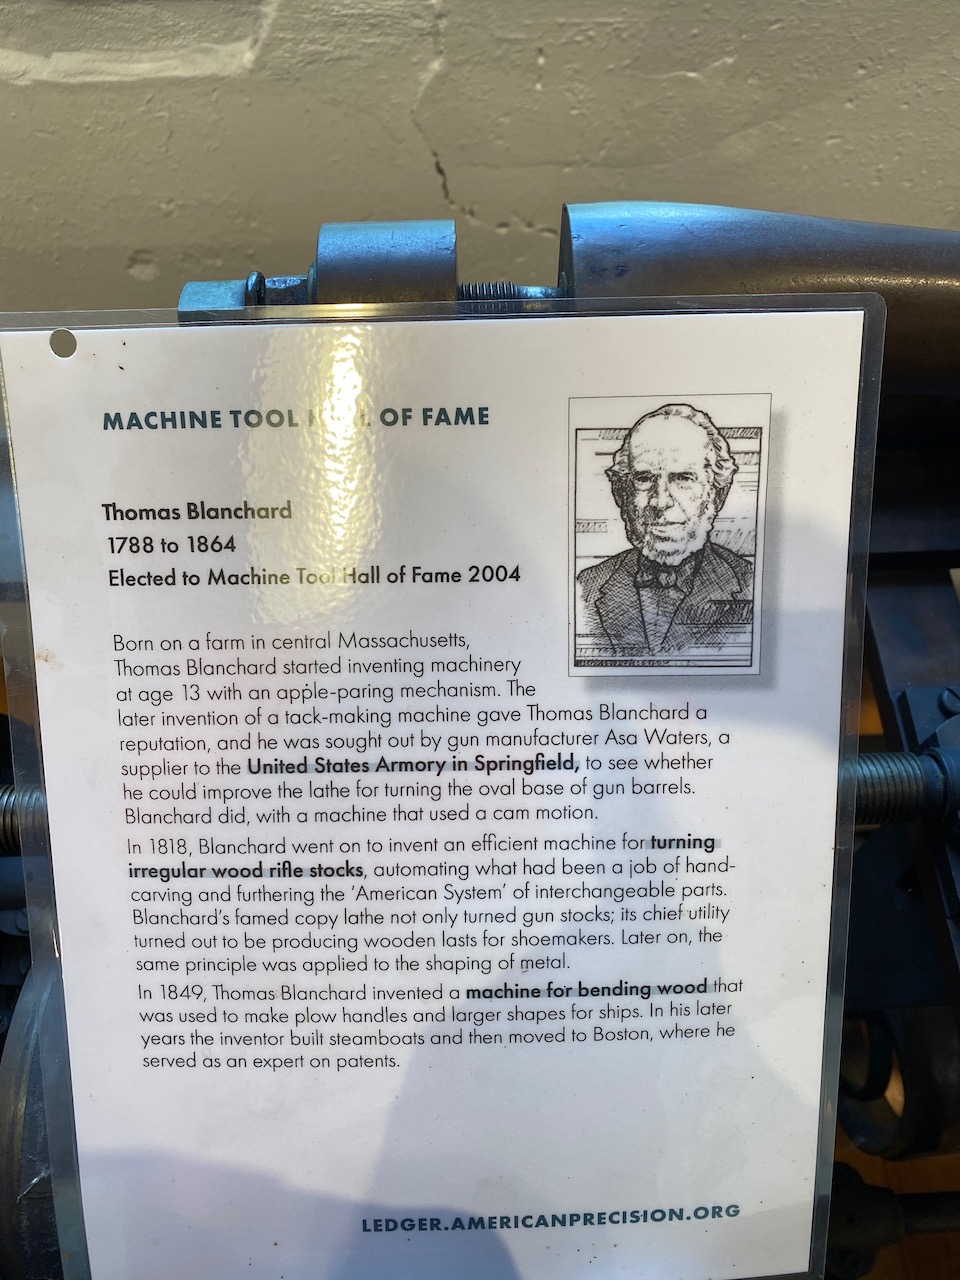 MACHINE TOOL HALL OF FAME
Thomas Blanchard
1788 to 1864
Elected to Machine Tool Hall of Fame 2004
Born on a farm in central Massachusetts,
Thomas Blanchard started inventing machinery
at age 13 with an apple-paring mechanism. The
later invention of a tack-making machine gave Thomas Blanchard a
reputation, and he was sought out by gun manufacturer Asa Waters, a
supplier to the United States Armory in Springfield, to see whether
he could improve the lathe for turning the oval base of gun barrels.
Blanchard did, with a machine that used a cam motion.
In 1818, Blanchard went on to invent an efficient machine for turning
irregular wood rifle stocks, automating what had been a job of hand-
carving and furthering the 'American System' of interchangeable parts.
Blanchard's famed copy lathe not only turned gun stocks; its chief utility
turned out to be producing wooden lasts for shoemakers. Later on, the
same principle was applied to the shaping of metal.
In 1849, Thomas Blanchard invented a machine for bending wood that
was used to make plow handles and larger shapes for ships. In his later
years the inventor built steamboats and then moved to Boston, where he
served as an expert on patents.
LEDGER.AMERICANPRECISION.ORG